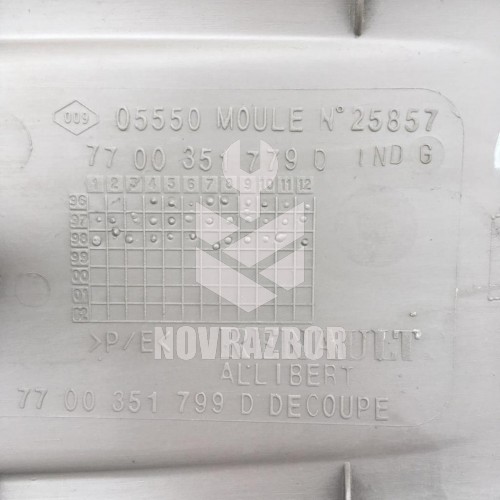 009 05550 MOULE N° 25857
77 00 351 779 D IND G
1 2 3 4 5 6 7 8 9 10 11 12
96
97
98
99
00
01
02
NOVRAZBOR
ALLIBERT
77 00 351 799 D DECOUPE